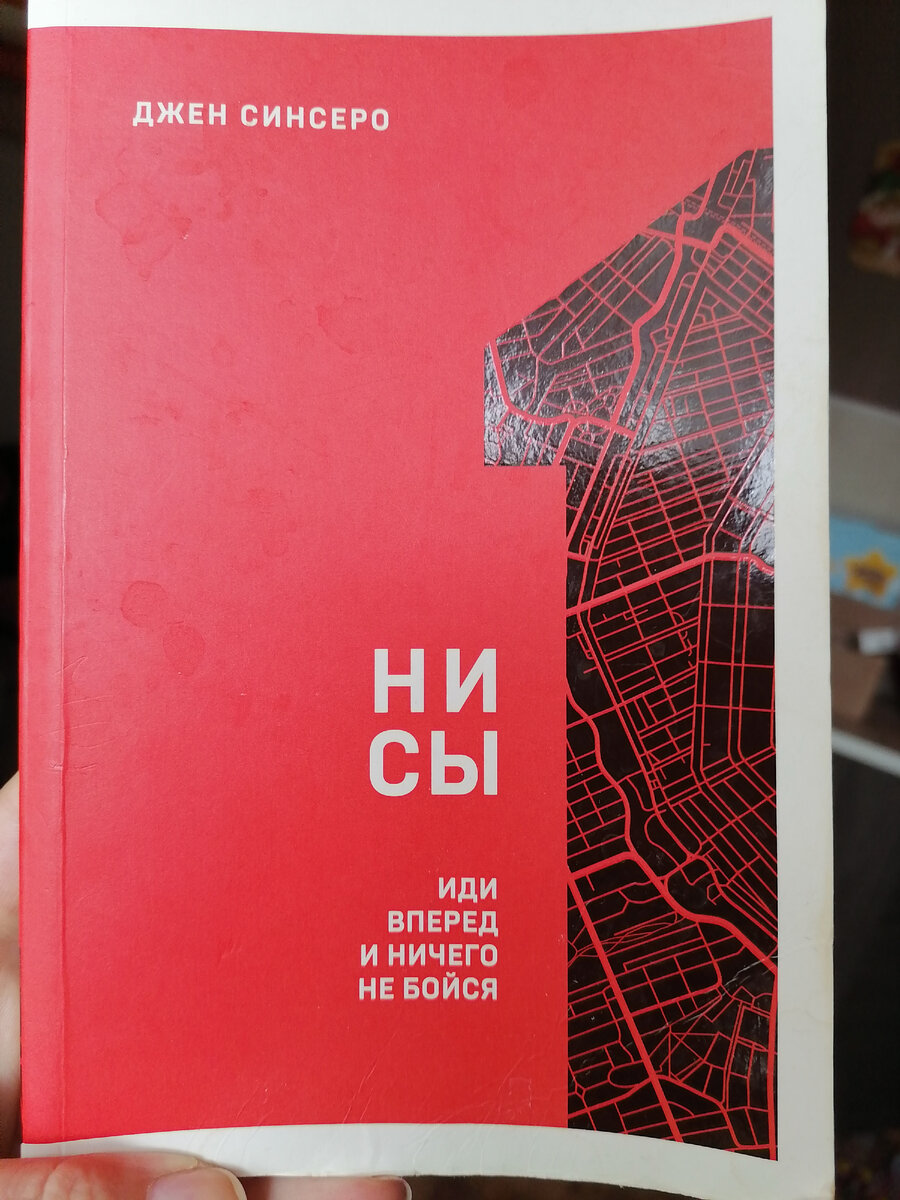 ДЖЕН СИНСЕРО
НИ
СЫ
ИДИ
ВПЕРЕД
И НИЧЕГО
НЕ БОЙСЯ